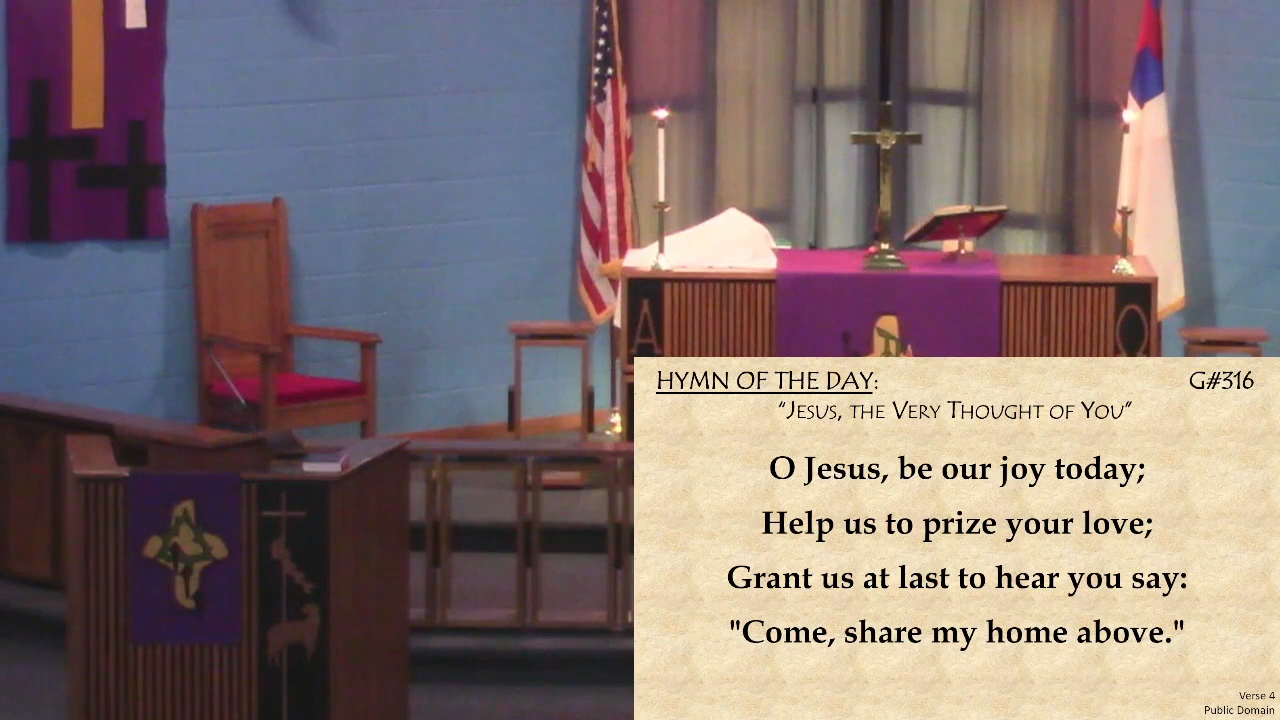 A
Ω
HYMN OF THE DAY: G#316
“Jesus, the Very Thought of You”
O Jesus, be our joy today;
Help us to prize your love;
Grant us at last to hear you say:
"Come, share my home above."
Verse 4
Public Domain